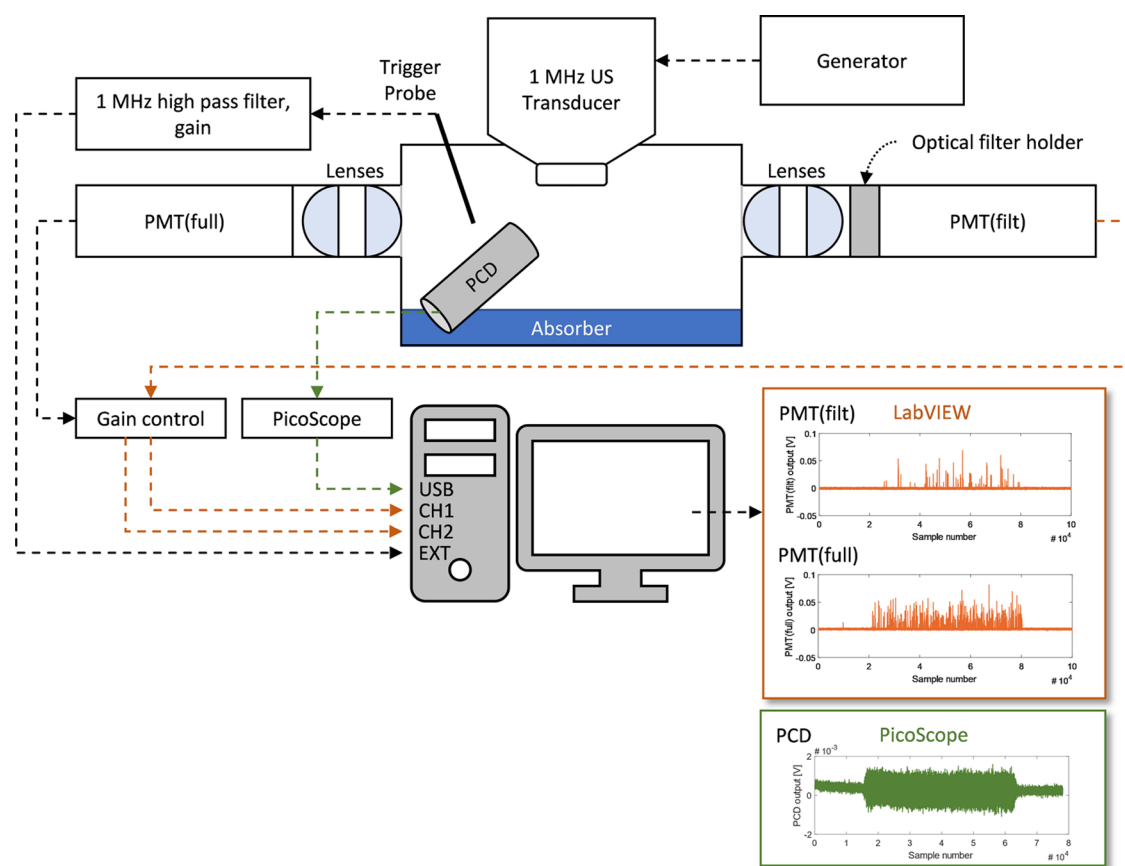 Generator
1 MHz US
Transducer
Trigger
Probe
1 MHz high pass filter,
gain
Optical filter holder
Lenses
Lenses
PMT(full)
PMT(filt)
PCD
Absorber
Gain control
PicoScope
USB
CH1
CH2
EXT
PMT(filt) LabVIEW
PMT(filt) output [V]
0.1
0.05
0
-0.05
0 2 4 6 8 10
Sample number
# 10^4
PMT(full)
PMT(full) output [V]
0.1
0.05
0
-0.05
0 2 4 6 8 10
Sample number
# 10^4
PCD PicoScope
# 10^-3
PCD output [V]
2
0
-2
0 1 2 3 4 5 6 7 8
Sample number
# 10^4